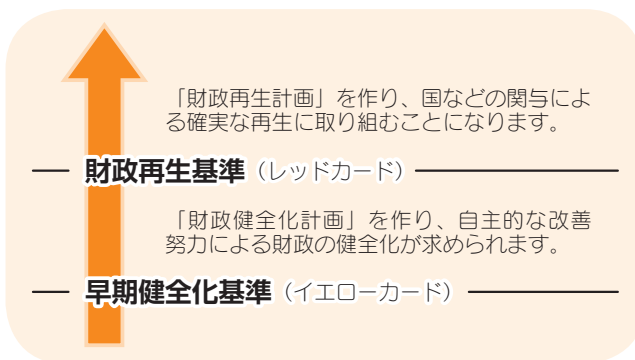 「財政再生計画」を作り、国などの関与によ
る確実な再生に取り組むことになります。
財政再生基準（レッドカード）
「財政健全化計画」を作り、自主的な改善
努力による財政の健全化が求められます。
早期健全化基準（イエローカード）